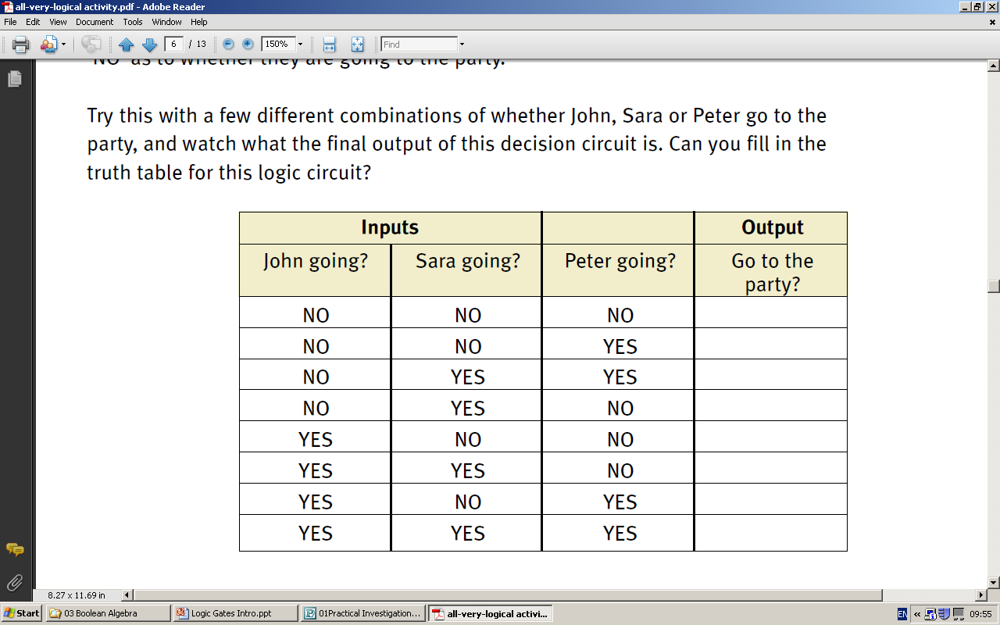 all-very-logical activity.pdf - Adobe Reader
File Edit View Document Tools Window Help
6 / 13 150% Find
'NO' as to whether they are going to the party.
Try this with a few different combinations of whether John, Sara or Peter go to the
party, and watch what the final output of this decision circuit is. Can you fill in the
truth table for this logic circuit?
Inputs Output
John going? Sara going? Peter going? Go to the
party?
NO NO NO
NO NO YES
NO YES YES
NO YES NO
YES NO NO
YES YES NO
YES NO YES
YES YES YES
8.27 x 11.69 in
Start 03 Boolean Algebra Logic Gates Intro.ppt 01Practical Investigation... all-very-logical activi... EN « 09:55